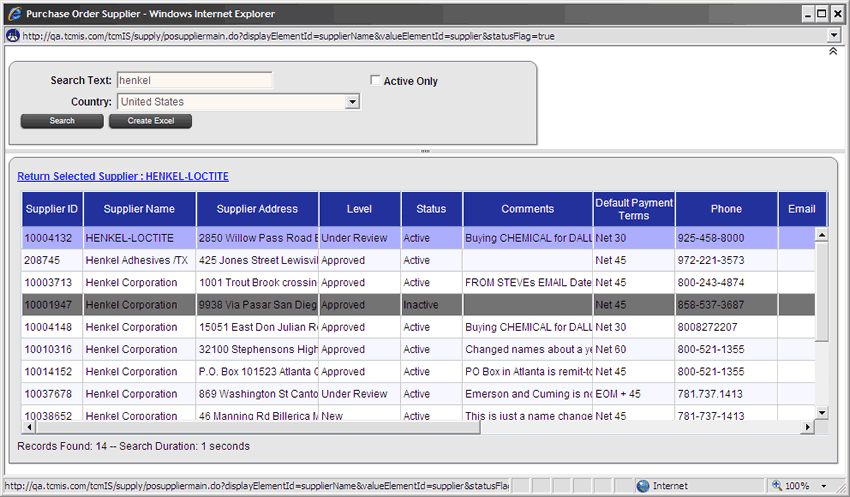 Purchase Order Supplier - Windows Internet Explorer
http://qa.tcmis.com/tcmIS/supply/posuppliermain.do?displayElementId=supplierName&valueElementId=supplier&statusFlag=true
Search Text: henkel Active Only
Country: United States
Search Create Excel
Return Selected Supplier : HENKEL-LOCTITE
Supplier ID Supplier Name Supplier Address Level Status Comments Default Payment Terms Phone Email
10004132 HENKEL-LOCTITE 2850 Willow Pass Road E Under Review Active Buying CHEMICAL for DALL Net 30 925-458-8000
208745 Henkel Adhesives /TX 425 Jones Street Lewisvil Approved Active Net 45 972-221-3573
10003713 Henkel Corporation 1001 Trout Brook crossin Approved Active FROM STEVEs EMAIL Date Net 45 800-243-4874
10001947 Henkel Corporation 9938 Via Pasar San Dieg Approved Inactive Net 45 858-537-3687
10004148 Henkel Corporation 15051 East Don Julian R Approved Active Buying CHEMICAL for DALL Net 30 8008272207
10010316 Henkel Corporation 32100 Stephensons High Approved Active Changed names about a ye Net 60 800-521-1355
10014152 Henkel Corporation P.O. Box 101523 Atlanta Approved Active PO Box in Atlanta is remit-to Net 45 800-521-1355
10037678 Henkel Corporation 869 Washington St Canto Under Review Active Emerson and Cuming is no EOM + 45 781.737.1413
10038652 Henkel Corporation 46 Manning Rd Billerica M New Active This is just a name change Net 45 781-737-1413
Records Found: 14 -- Search Duration: 1 seconds
http://qa.tcmis.com/tcmIS/supply/posuppliermain.do?displayElementId=supplierName&valueElementId=supplier&statusFla Internet 100%